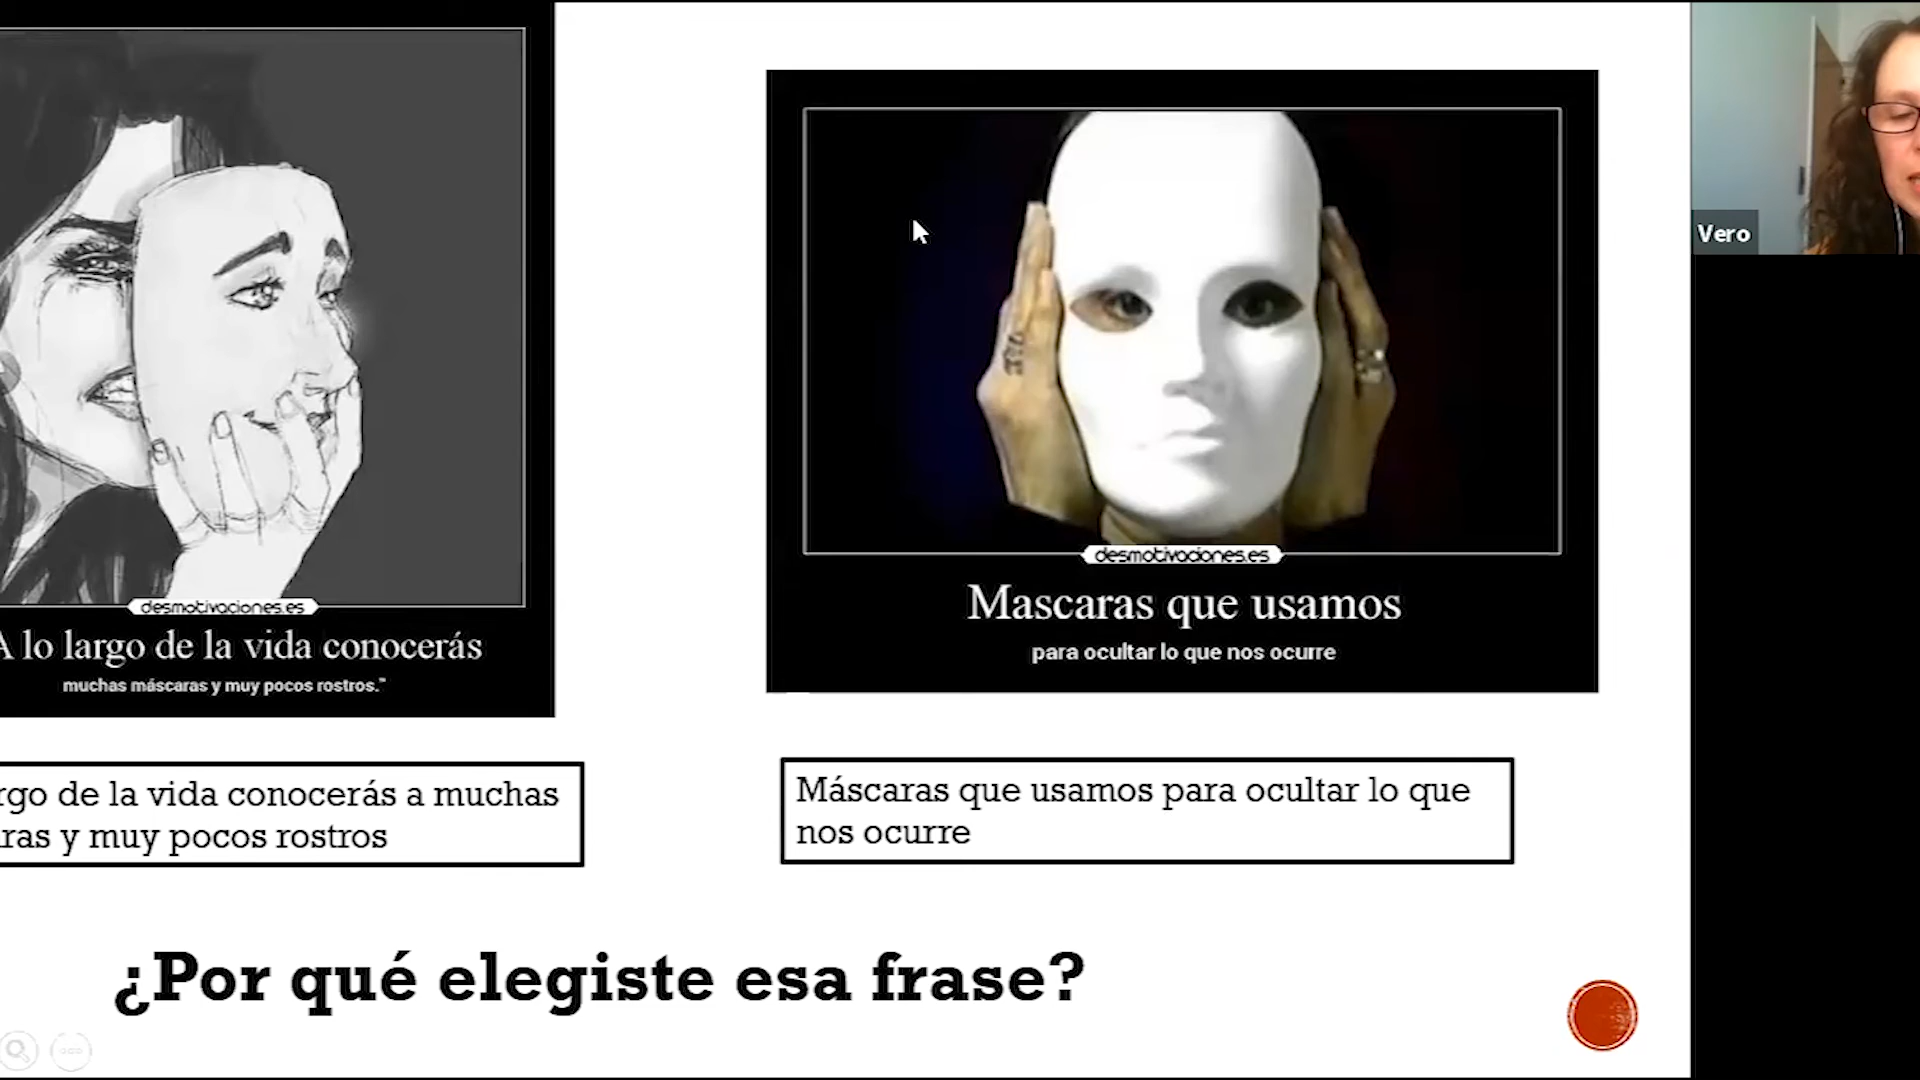 desmotivaciones.es
A lo largo de la vida conocerás
muchas máscaras y muy pocos rostros."
desmotivaciones.es
Mascaras que usamos
para ocultar lo que nos ocurre
rgo de la vida conocerás a muchas
ras y muy pocos rostros
Máscaras que usamos para ocultar lo que
nos ocurre
¿Por qué elegiste esa frase?
Vero